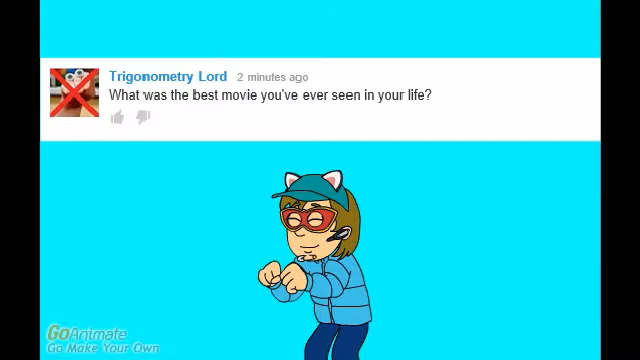 Trigonometry Lord 2 minutes ago
What was the best movie you've ever seen in your life?
GoAnimate
Go Make Your Own